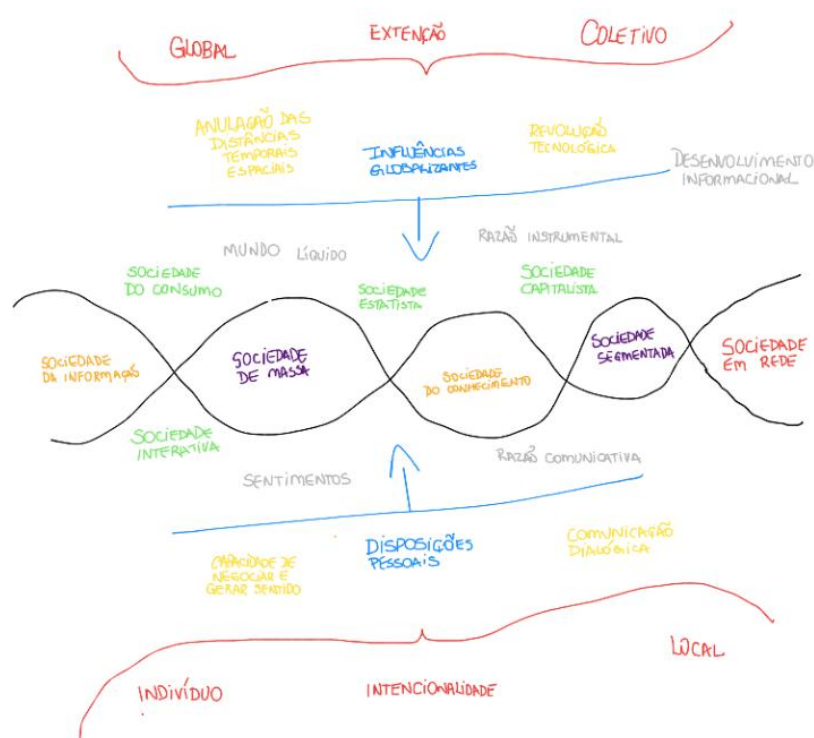 GLOBAL
EXTENÇÃO
COLETIVO
ANULAÇÃO DAS
DISTÂNCIAS
TEMPORAIS
ESPACIAIS
INFLUÊNCIAS
GLOBALIZANTES
REVOLUÇÃO
TECNOLÓGICA
DESENVOLVIMENTO
INFORMACIONAL
MUNDO LÍQUIDO
RAZÃO INSTRUMENTAL
SOCIEDADE
DO CONSUMO
SOCIEDADE
ESTATISTA
SOCIEDADE
CAPITALISTA
SOCIEDADE
DA INFORMAÇÃO
SOCIEDADE
DE MASSA
SOCIEDADE
DO CONHECIMENTO
SOCIEDADE
SEGMENTADA
SOCIEDADE
EM REDE
SOCIEDADE
INTERATIVA
SENTIMENTOS
RAZÃO COMUNICATIVA
CAPACIDADE DE
NEGOCIAR E
GERAR SENTIDO
DISPOSIÇÕES
PESSOAIS
COMUNICAÇÃO
DIALÓGICA
INDIVÍDUO
INTENCIONALIDADE
LOCAL